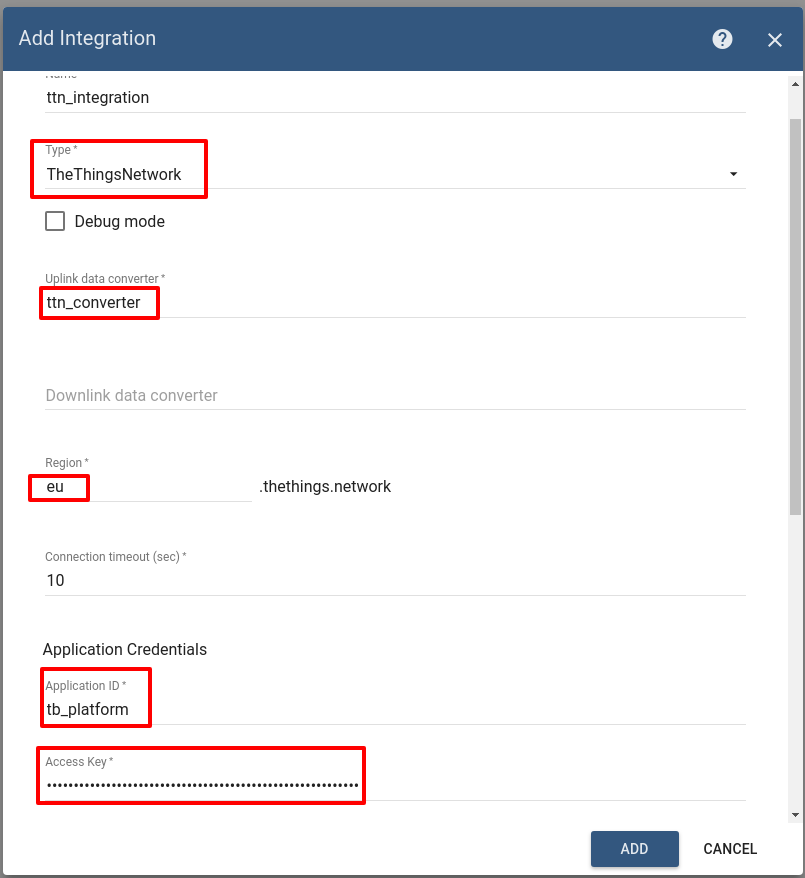 Add Integration
?
Name
ttn_integration
Type *
TheThingsNetwork
Debug mode
Uplink data converter *
ttn_converter
Downlink data converter
Region *
eu .thethings.network
Connection timeout (sec) *
10
Application Credentials
Application ID *
tb_platform
Access Key *
ADD CANCEL